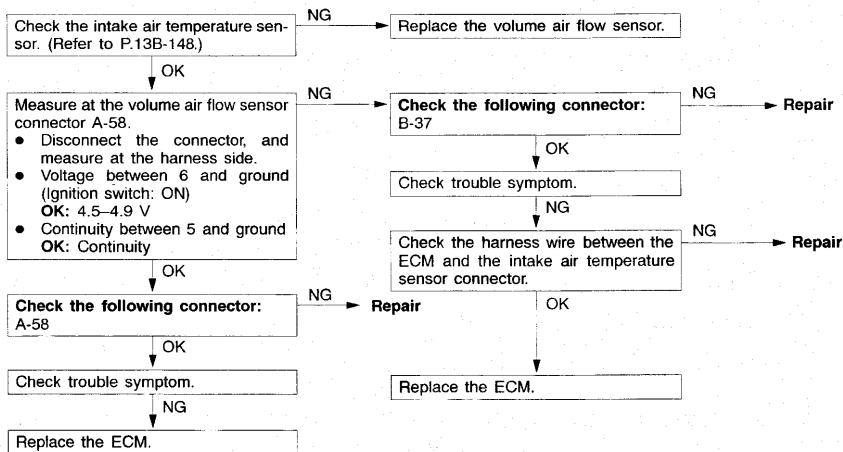 Check the intake air temperature sen-
sor. (Refer to P.13B-148.)
NG
Replace the volume air flow sensor.
OK
Measure at the volume air flow sensor
connector A-58.
● Disconnect the connector, and
measure at the harness side.
● Voltage between 6 and ground
(Ignition switch: ON)
OK: 4.5–4.9 V
● Continuity between 5 and ground
OK: Continuity
NG
Check the following connector:
B-37
NG
Repair
OK
Check trouble symptom.
NG
Check the harness wire between the
ECM and the intake air temperature
sensor connector.
NG
Repair
OK
Replace the ECM.
OK
Check the following connector:
A-58
NG
Repair
OK
Check trouble symptom.
NG
Replace the ECM.